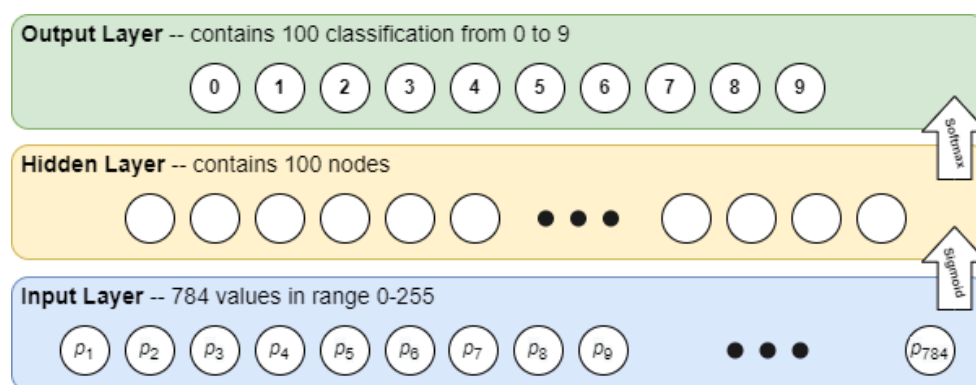 Output Layer -- contains 100 classification from 0 to 9
0 1 2 3 4 5 6 7 8 9
Softmax
Hidden Layer -- contains 100 nodes
Sigmoid
Input Layer -- 784 values in range 0-255
p₁ p₂ p₃ p₄ p₅ p₆ p₇ p₈ p₉ p₇₈₄